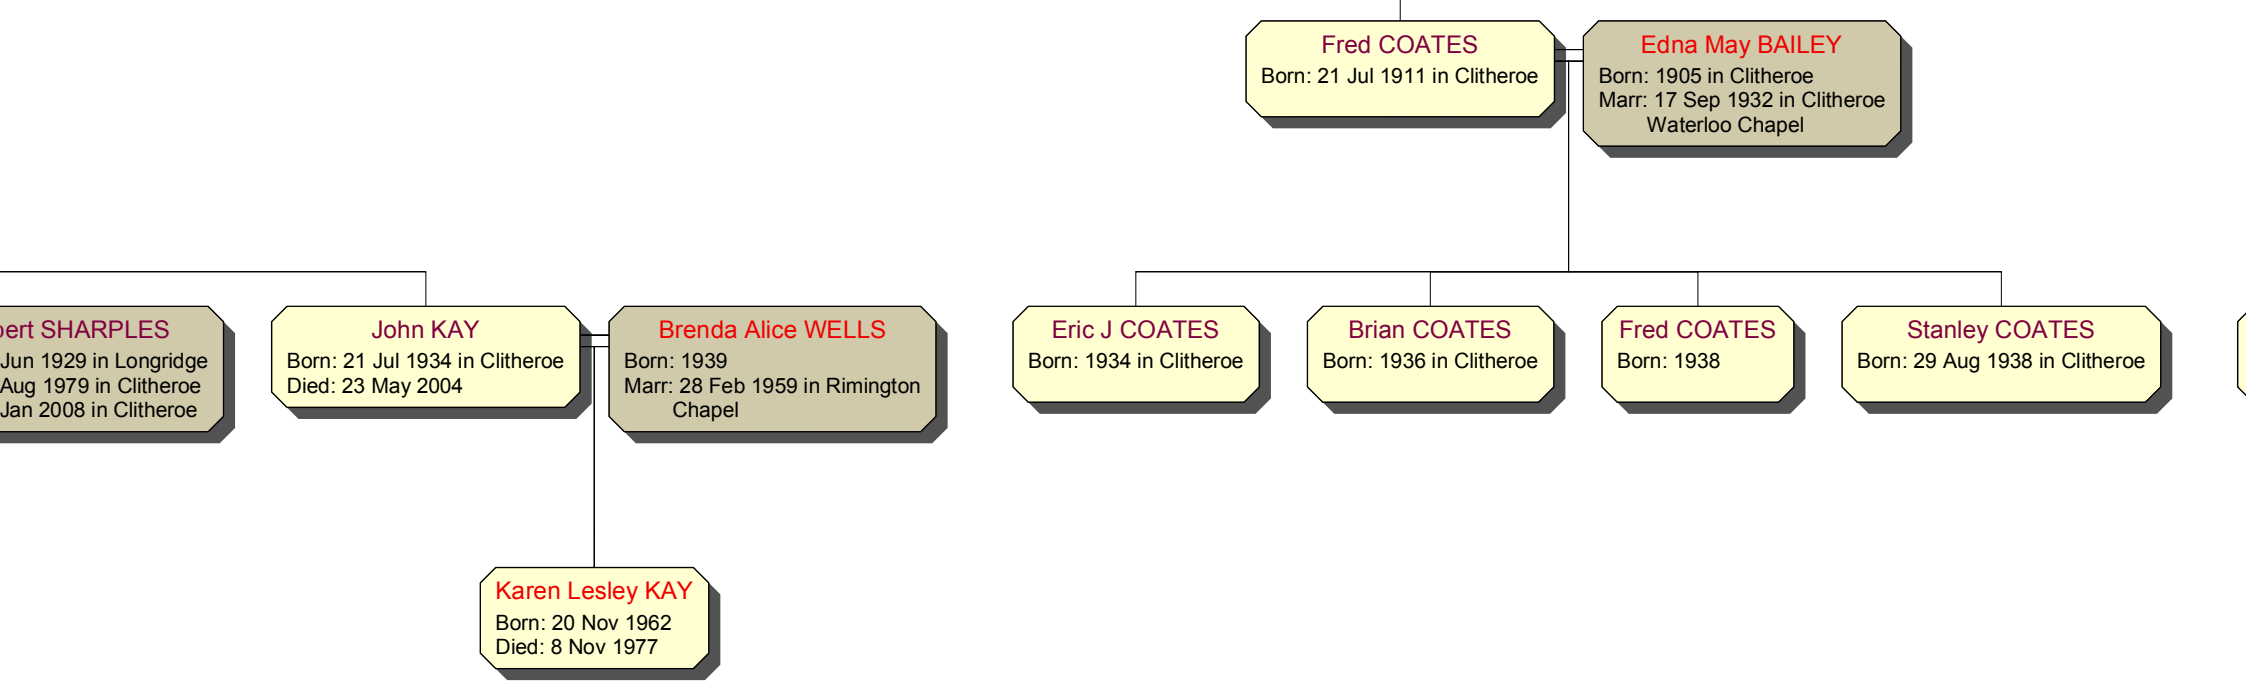 Fred COATES
Born: 21 Jul 1911 in Clitheroe
Edna May BAILEY
Born: 1905 in Clitheroe
Marr: 17 Sep 1932 in Clitheroe
Waterloo Chapel
SHARPLES
Jun 1929 in Longridge
Aug 1979 in Clitheroe
Jan 2008 in Clitheroe
John KAY
Born: 21 Jul 1934 in Clitheroe
Died: 23 May 2004
Brenda Alice WELLS
Born: 1939
Marr: 28 Feb 1959 in Rimington
Chapel
Eric J COATES
Born: 1934 in Clitheroe
Brian COATES
Born: 1936 in Clitheroe
Fred COATES
Born: 1938
Stanley COATES
Born: 29 Aug 1938 in Clitheroe
Karen Lesley KAY
Born: 20 Nov 1962
Died: 8 Nov 1977